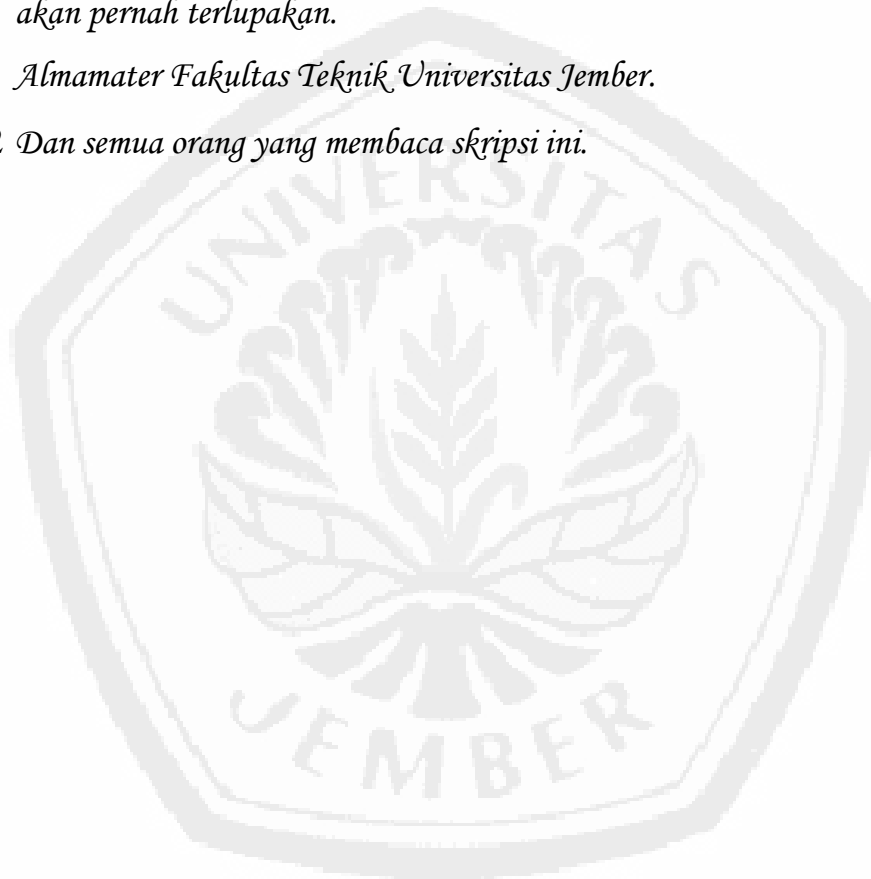 akan pernah terlupakan.
Almamater Fakultas Teknik Universitas Jember.
Dan semua orang yang membaca skripsi ini.
UNIVERSITAS
JEMBER